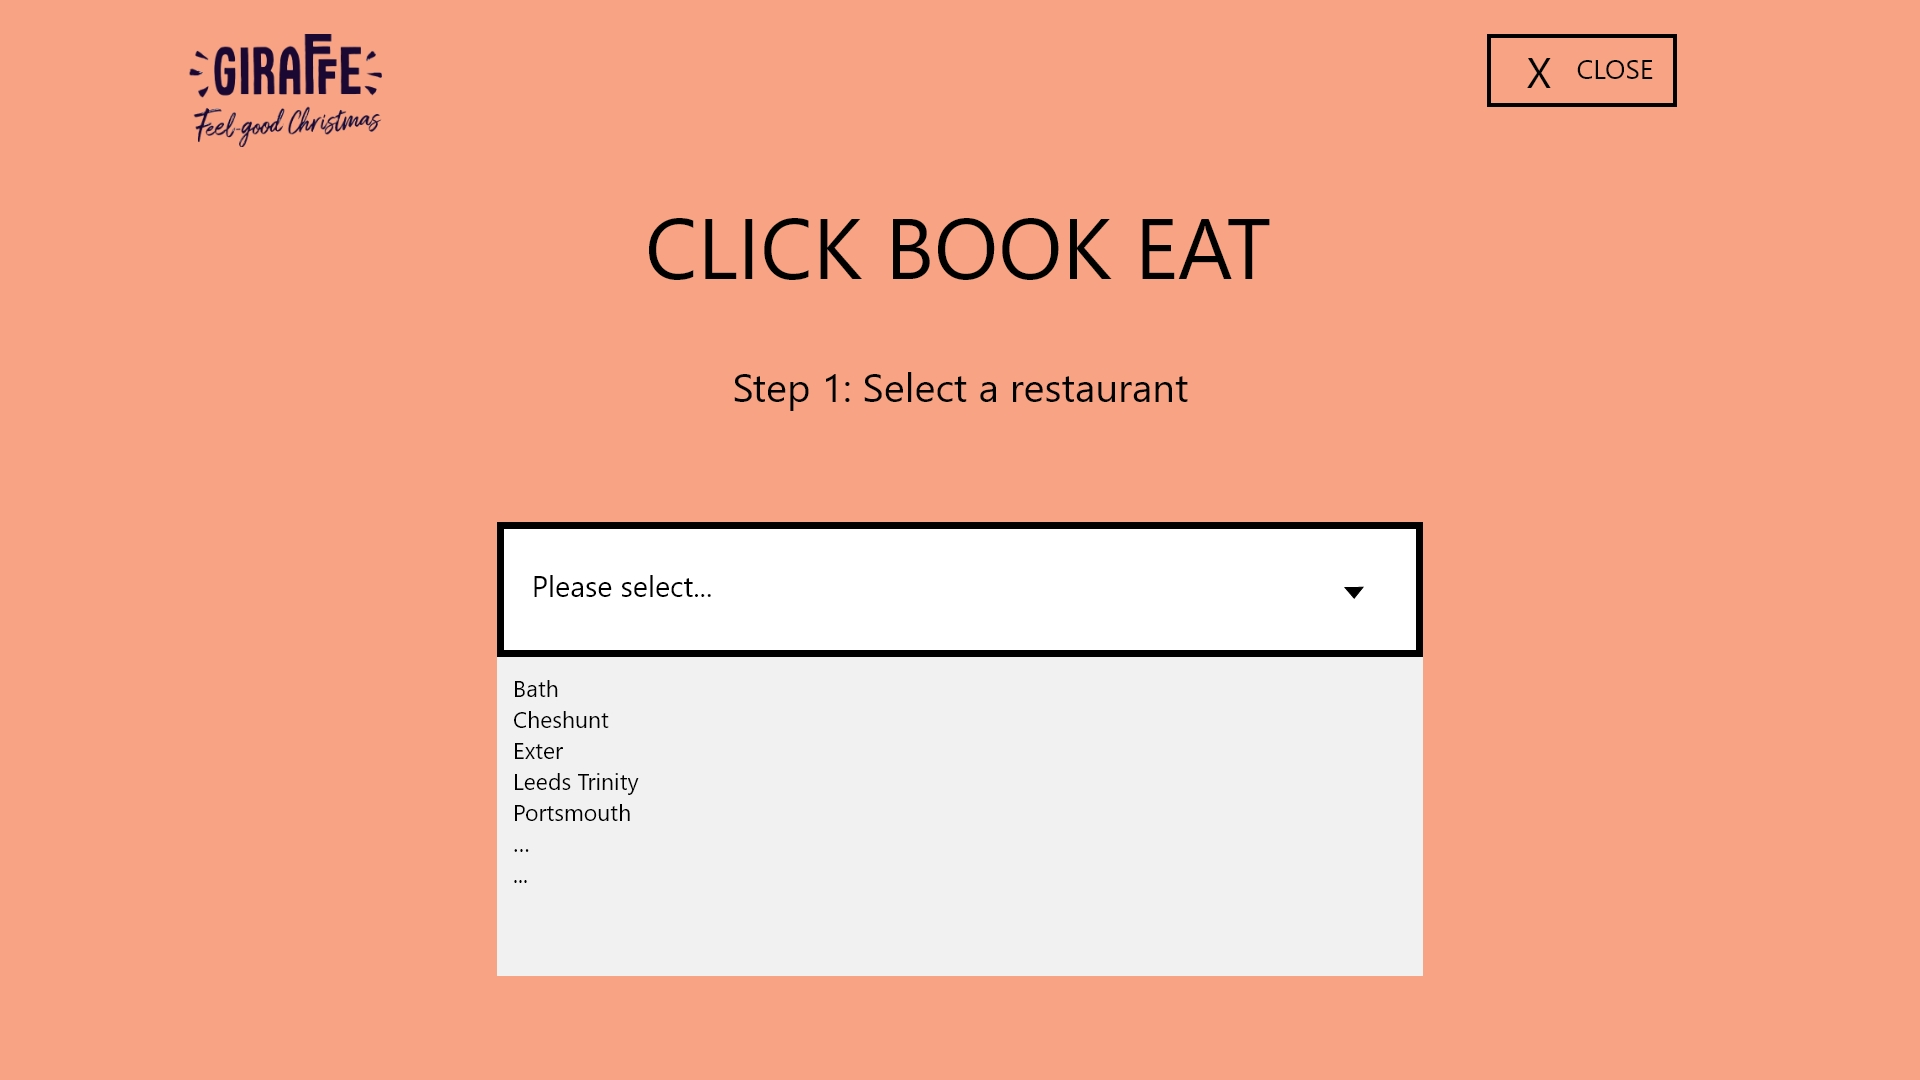 GIRAFFE
Feel-good Christmas
X CLOSE
CLICK BOOK EAT
Step 1: Select a restaurant
Please select...
Bath
Cheshunt
Exter
Leeds Trinity
Portsmouth
...
...